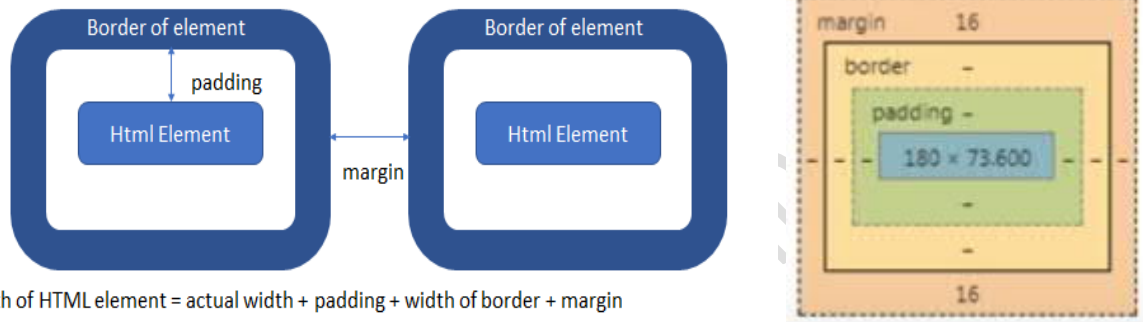 Border of element
padding
Html Element
margin
Border of element
Html Element
h of HTML element = actual width + padding + width of border + margin
margin 16
border -
padding -
- - - 180 × 73.600 - - -
-
-
16